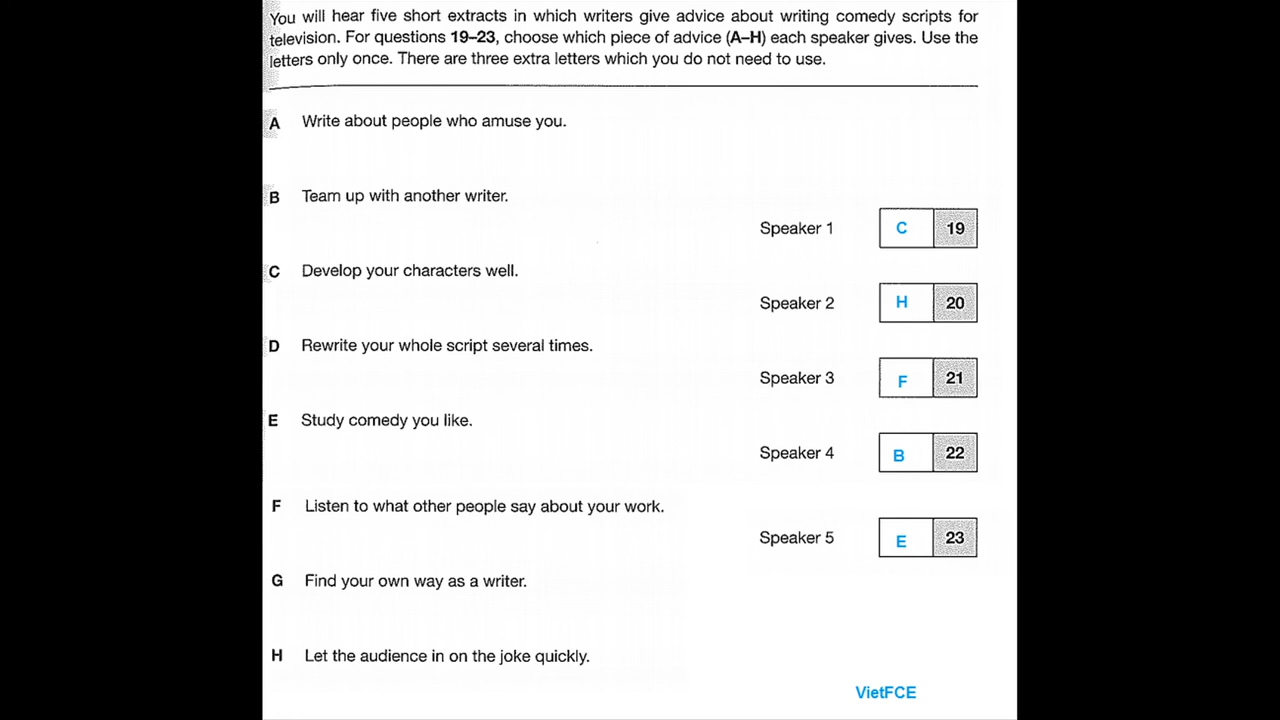 You will hear five short extracts in which writers give advice about writing comedy scripts for
television. For questions 19–23, choose which piece of advice (A–H) each speaker gives. Use the
letters only once. There are three extra letters which you do not need to use.
A Write about people who amuse you.
B Team up with another writer.
Speaker 1 C 19
C Develop your characters well.
Speaker 2 H 20
D Rewrite your whole script several times.
Speaker 3 F 21
E Study comedy you like.
Speaker 4 B 22
F Listen to what other people say about your work.
Speaker 5 E 23
G Find your own way as a writer.
H Let the audience in on the joke quickly.
VietFCE